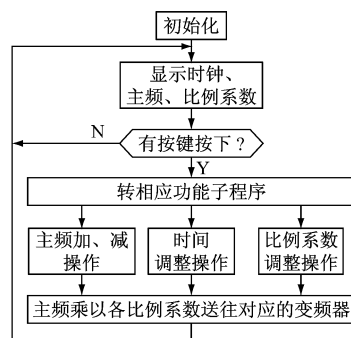 初始化
显示时钟、
主频、比例系数
N
有按键按下？
Y
转相应功能子程序
主频加、减
操作
时间
调整操作
比例系数
调整操作
主频乘以各比例系数送往对应的变频器